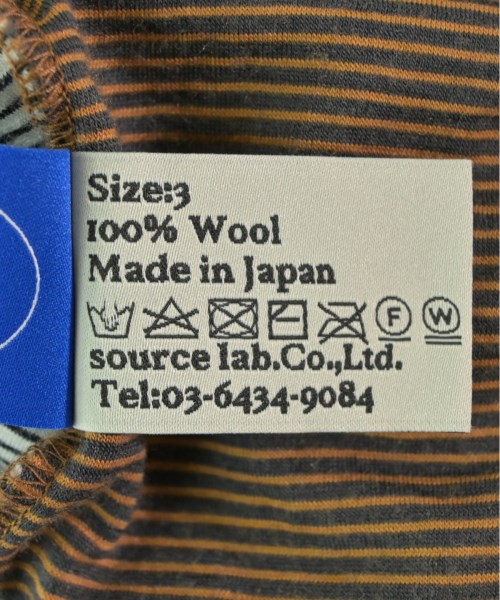 Size:3
100% Wool
Made in Japan
F W
source lab.Co.,Ltd.
Tel:03-6434-9084